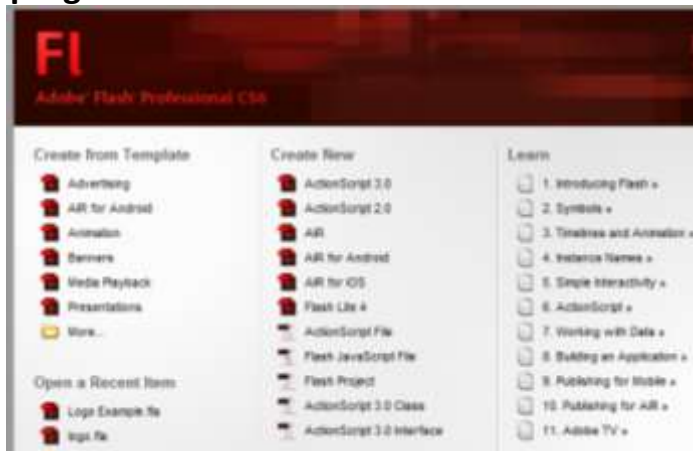 Fl
Adobe® Flash® Professional CS6
Create from Template
Advertising
AIR for Android
Animation
Banners
Media Playback
Presentations
More...
Open a Recent Item
Logo Example.fla
logo.fla
Create New
ActionScript 3.0
ActionScript 2.0
AIR
AIR for Android
AIR for iOS
Flash Lite 4
ActionScript File
Flash JavaScript File
Flash Project
ActionScript 3.0 Class
ActionScript 3.0 Interface
Learn
1. Introducing Flash »
2. Symbols »
3. Timelines and Animation »
4. Instance Names »
5. Simple Interactivity »
6. ActionScript »
7. Working with Data »
8. Building an Application »
9. Publishing for Mobile »
10. Publishing for AIR »
11. Adobe TV »